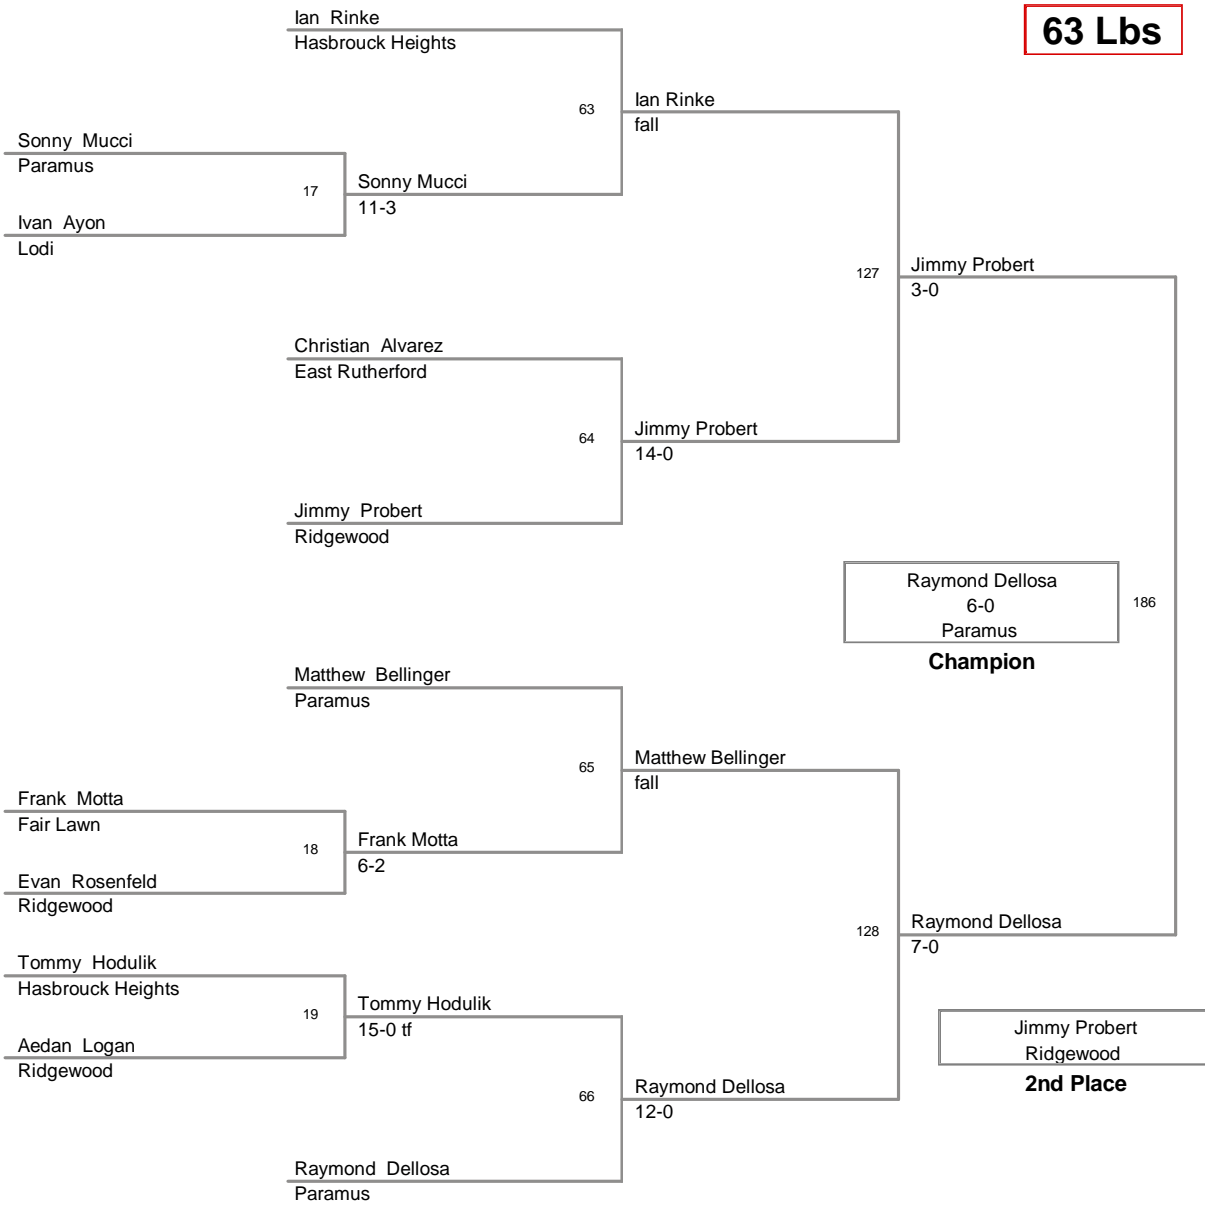 Ian Rinke
Hasbrouck Heights
63 Lbs
63
Ian Rinke
fall
Sonny Mucci
Paramus
17
Sonny Mucci
11-3
Ivan Ayon
Lodi
127
Jimmy Probert
3-0
Christian Alvarez
East Rutherford
64
Jimmy Probert
14-0
Jimmy Probert
Ridgewood
Raymond Dellosa
6-0
Paramus
Champion
186
Matthew Bellinger
Paramus
65
Matthew Bellinger
fall
Frank Motta
Fair Lawn
18
Frank Motta
6-2
Evan Rosenfeld
Ridgewood
128
Raymond Dellosa
7-0
Tommy Hodulik
Hasbrouck Heights
19
Tommy Hodulik
15-0 tf
Aedan Logan
Ridgewood
Jimmy Probert
Ridgewood
2nd Place
66
Raymond Dellosa
12-0
Raymond Dellosa
Paramus